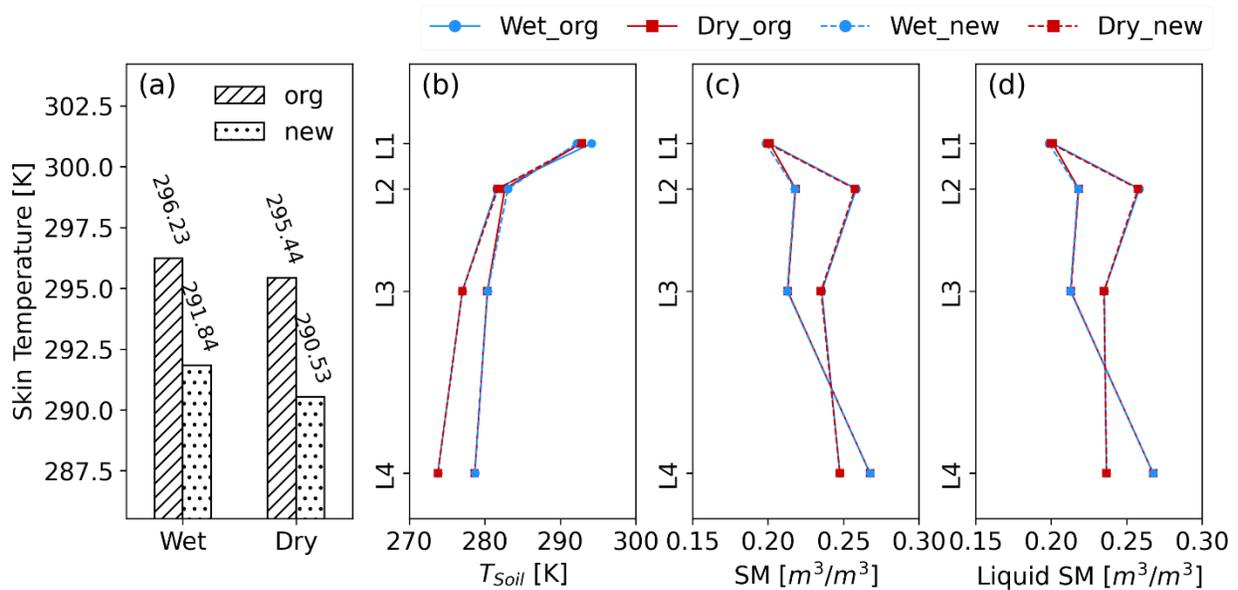 Wet_org Dry_org Wet_new Dry_new
(a) (b) (c) (d)
org
new
Skin Temperature [K]
302.5
300.0
297.5
295.0
292.5
290.0
287.5
296.23
291.84
295.44
290.53
Wet Dry
L1
L2
L3
L4
270 280 290 300
T_Soil [K]
L1
L2
L3
L4
0.15 0.20 0.25 0.30
SM [m³/m³]
L1
L2
L3
L4
0.15 0.20 0.25 0.30
Liquid SM [m³/m³]